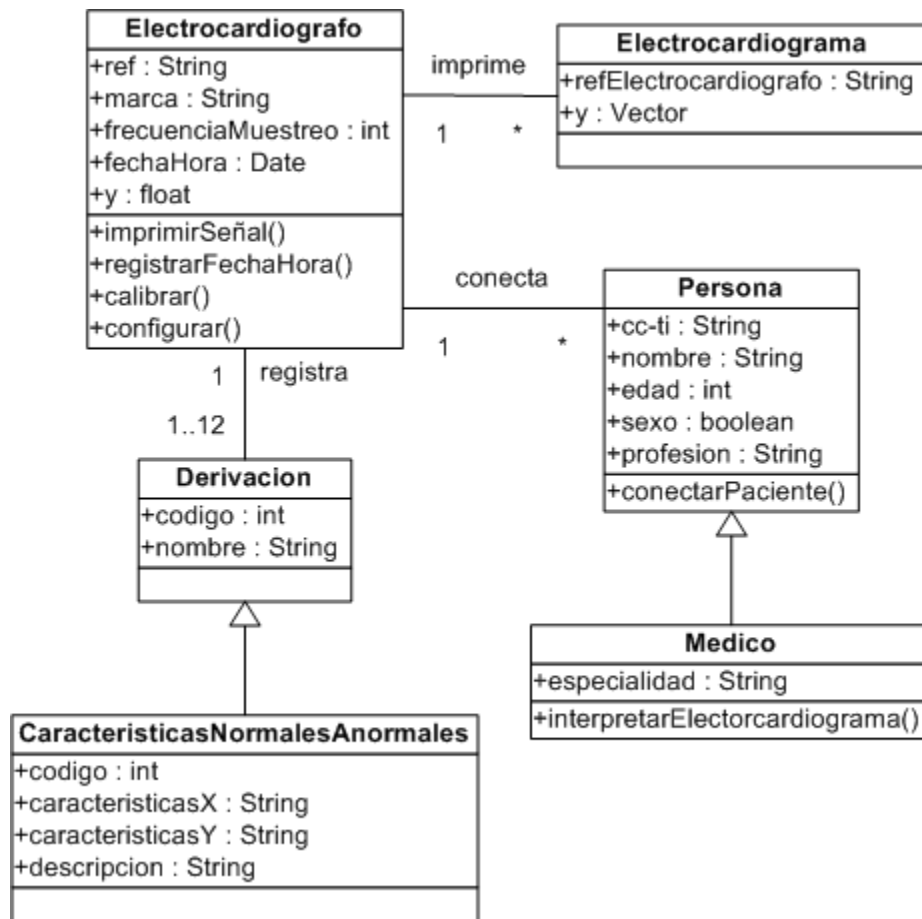 Electrocardiografo
+ref : String
+marca : String
+frecuenciaMuestreo : int
+fechaHora : Date
+y : float
+imprimirSeñal()
+registrarFechaHora()
+calibrar()
+configurar()
imprime
1 *
Electrocardiograma
+refElectrocardiografo : String
+y : Vector
conecta
1 *
Persona
+cc-ti : String
+nombre : String
+edad : int
+sexo : boolean
+profesion : String
+conectarPaciente()
1 registra
1..12
Derivacion
+codigo : int
+nombre : String
Medico
+especialidad : String
+interpretarElectorcardiograma()
CaracteristicasNormalesAnormales
+codigo : int
+caracteristicasX : String
+caracteristicasY : String
+descripcion : String